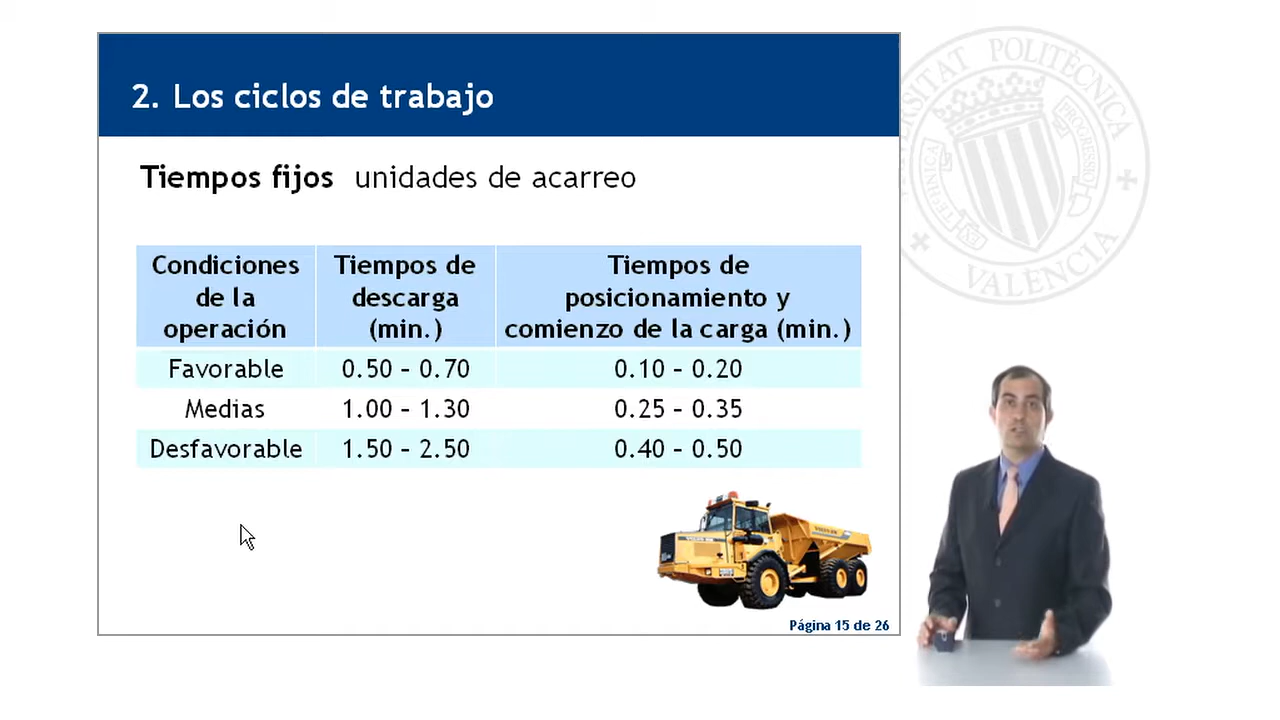 2. Los ciclos de trabajo
Tiempos fijos unidades de acarreo
Condiciones de la operación
Tiempos de descarga (min.)
Tiempos de posicionamiento y comienzo de la carga (min.)
Favorable 0.50 – 0.70 0.10 – 0.20
Medias 1.00 – 1.30 0.25 – 0.35
Desfavorable 1.50 – 2.50 0.40 – 0.50
Página 15 de 26
POLITÈCNICA
VALÈNCIA